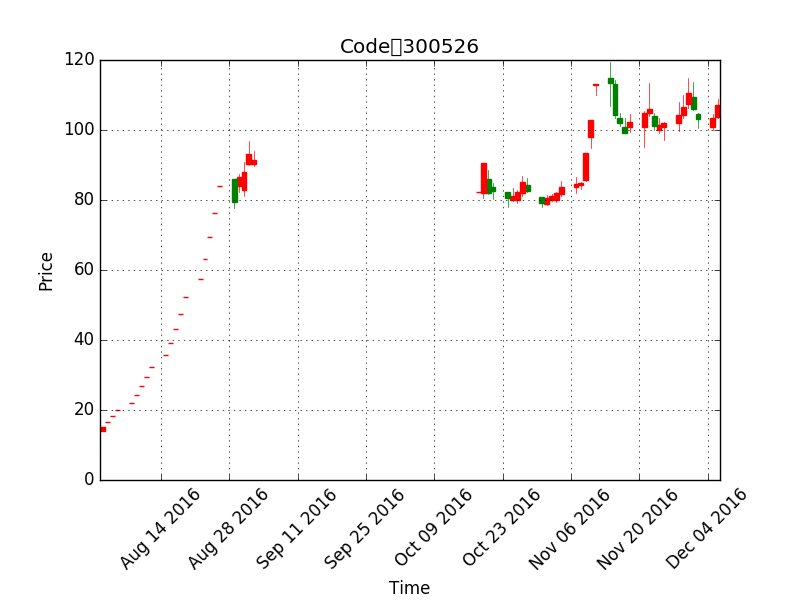 Code▯300526
120
100
80
60
40
20
0
Price
Aug 14 2016
Aug 28 2016
Sep 11 2016
Sep 25 2016
Oct 09 2016
Oct 23 2016
Nov 06 2016
Nov 20 2016
Dec 04 2016
Time